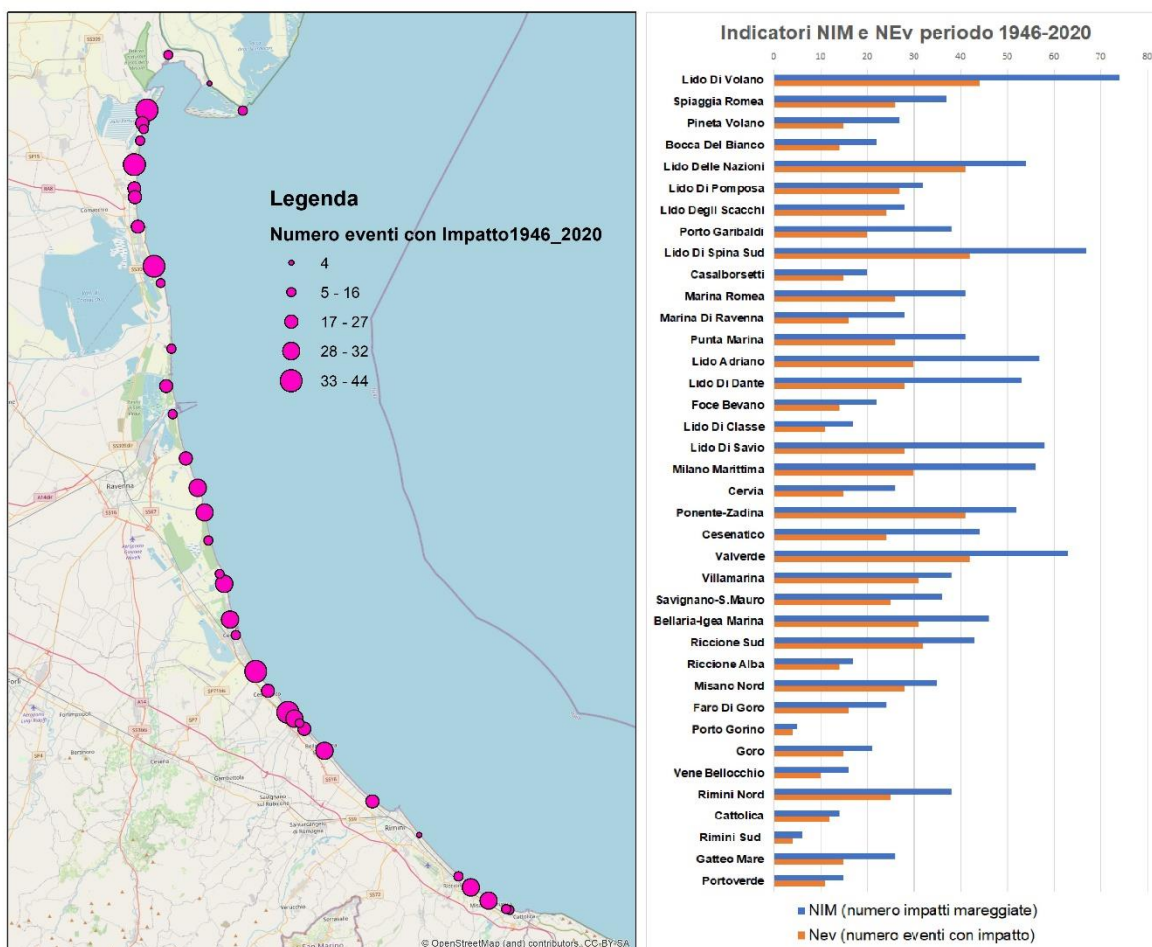 Legenda
Numero eventi con Impatto1946_2020
4
5 - 16
17 - 27
28 - 32
33 - 44
Ravenna
Rimini
Cattolica
© OpenStreetMap (and) contributors, CC-BY-SA
Indicatori NIM e NEv periodo 1946-2020
0 10 20 30 40 50 60 70 80
Lido Di Volano
Spiaggia Romea
Pineta Volano
Bocca Del Bianco
Lido Delle Nazioni
Lido Di Pomposa
Lido Degli Scacchi
Porto Garibaldi
Lido Di Spina Sud
Casalborsetti
Marina Romea
Marina Di Ravenna
Punta Marina
Lido Adriano
Lido Di Dante
Foce Bevano
Lido Di Classe
Lido Di Savio
Milano Marittima
Cervia
Ponente-Zadina
Cesenatico
Valverde
Villamarina
Savignano-S.Mauro
Bellaria-Igea Marina
Riccione Sud
Riccione Alba
Misano Nord
Faro Di Goro
Porto Gorino
Goro
Vene Bellocchio
Rimini Nord
Cattolica
Rimini Sud
Gatteo Mare
Portoverde
NIM (numero impatti mareggiate)
Nev (numero eventi con impatto)